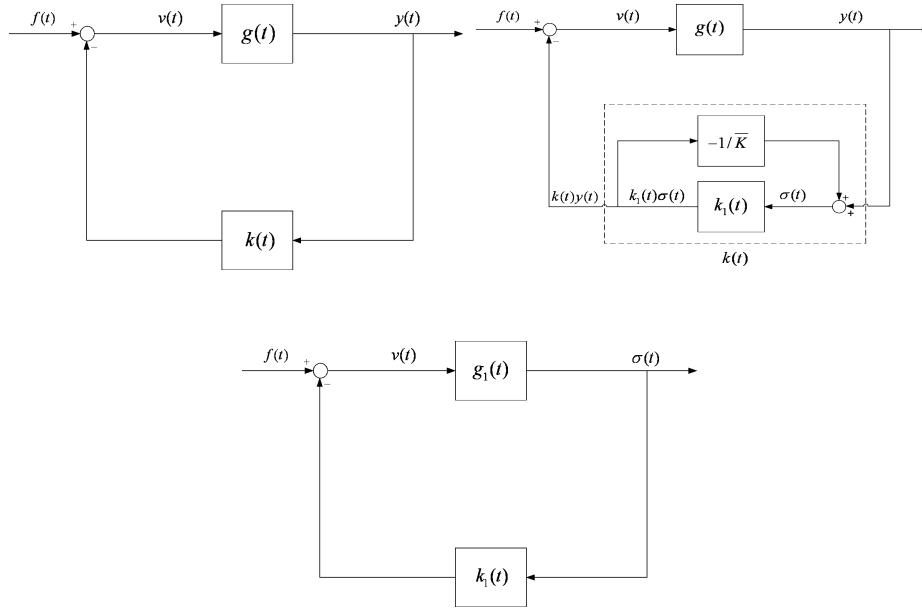 f(t) + − v(t) g(t) y(t)
k(t)
f(t) + − v(t) g(t) y(t)
−1/K̅
k(t)y(t) k₁(t)σ(t) k₁(t) σ(t) + +
k(t)
f(t) + − v(t) g₁(t) σ(t)
k₁(t)